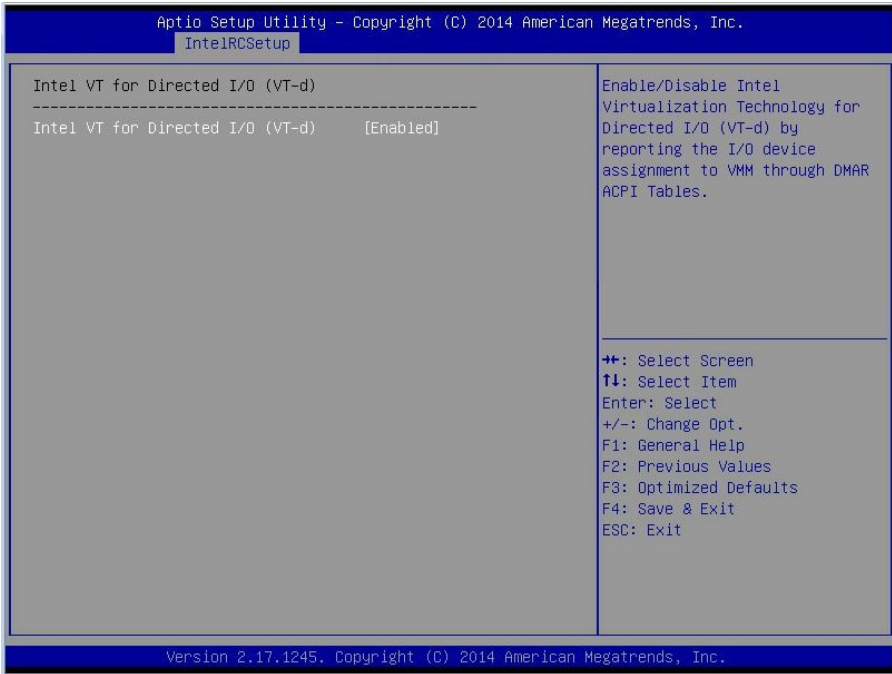 Aptio Setup Utility – Copyright (C) 2014 American Megatrends, Inc.
IntelRCSetup
Intel VT for Directed I/O (VT-d)
--------------------------------------------------
Intel VT for Directed I/O (VT-d) [Enabled]
Enable/Disable Intel
Virtualization Technology for
Directed I/O (VT-d) by
reporting the I/O device
assignment to VMM through DMAR
ACPI Tables.
→←: Select Screen
↑↓: Select Item
Enter: Select
+/-: Change Opt.
F1: General Help
F2: Previous Values
F3: Optimized Defaults
F4: Save & Exit
ESC: Exit
Version 2.17.1245. Copyright (C) 2014 American Megatrends, Inc.